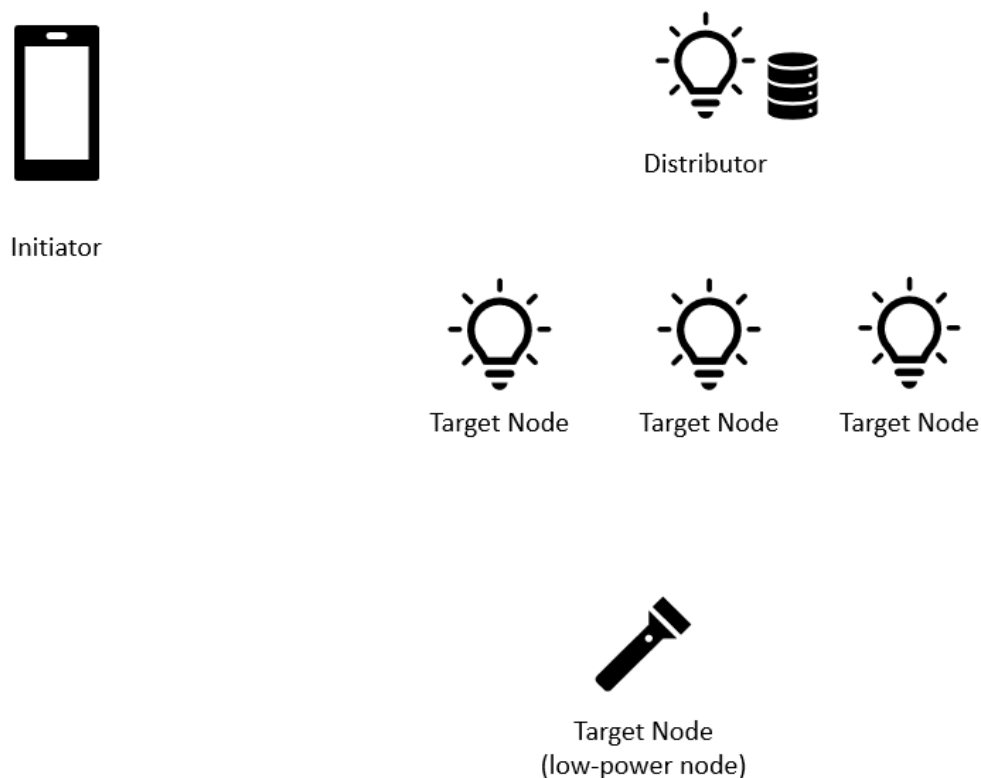 Distributor
Initiator
Target Node
Target Node
Target Node
Target Node
(low-power node)